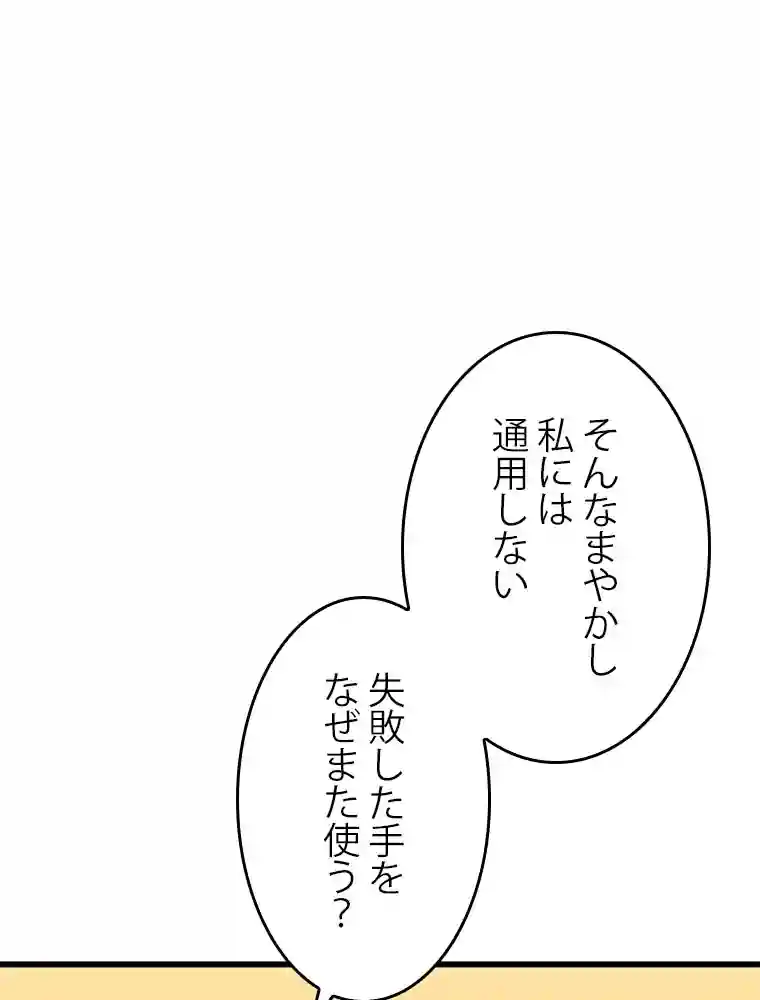 そんなまやかし
私には
通用しない
失敗した手を
なぜまた使う？